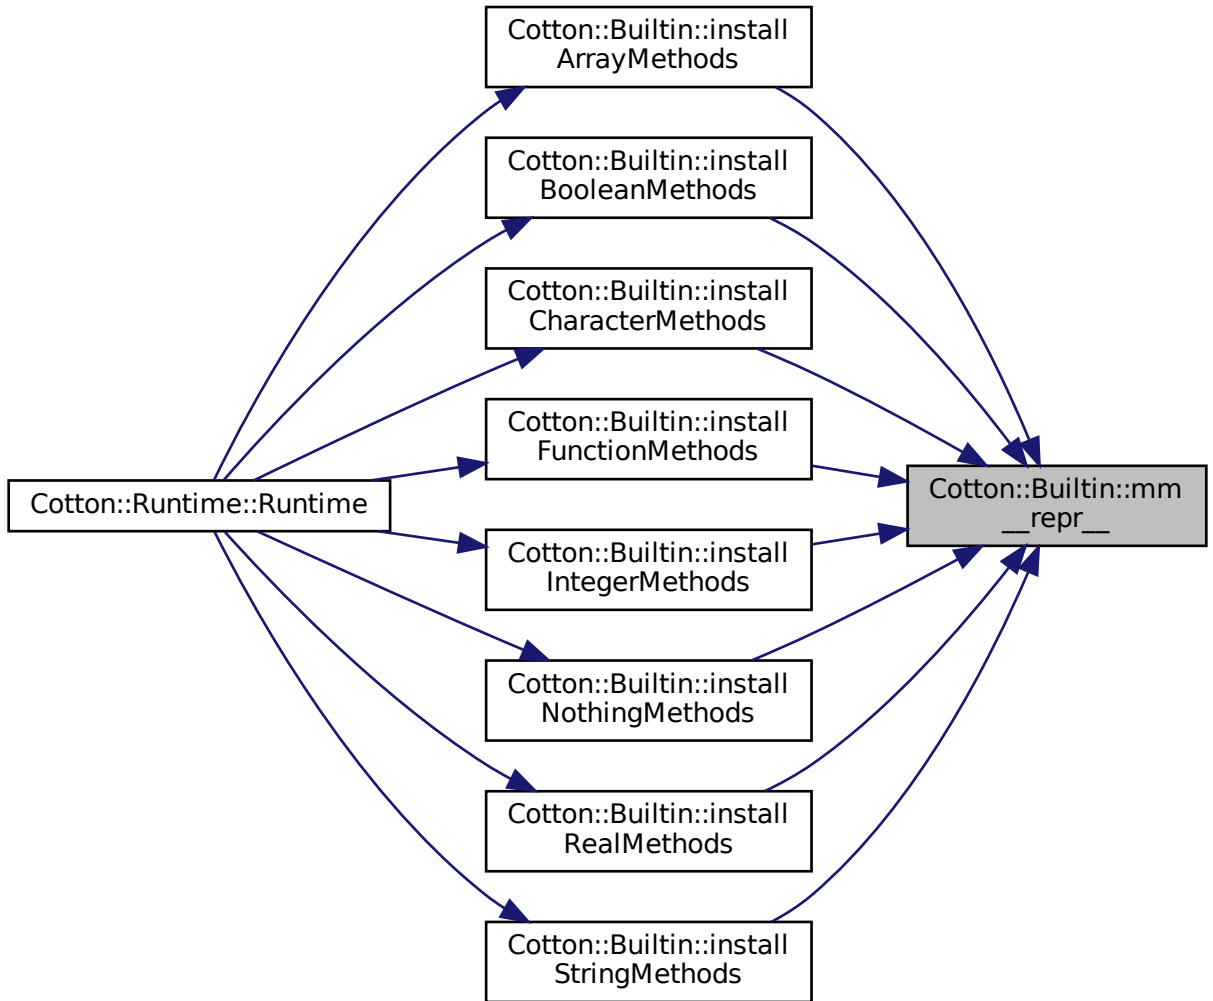 Cotton::Builtin::install
ArrayMethods
Cotton::Builtin::install
BooleanMethods
Cotton::Builtin::install
CharacterMethods
Cotton::Builtin::install
FunctionMethods
Cotton::Runtime::Runtime
Cotton::Builtin::mm
__repr__
Cotton::Builtin::install
IntegerMethods
Cotton::Builtin::install
NothingMethods
Cotton::Builtin::install
RealMethods
Cotton::Builtin::install
StringMethods